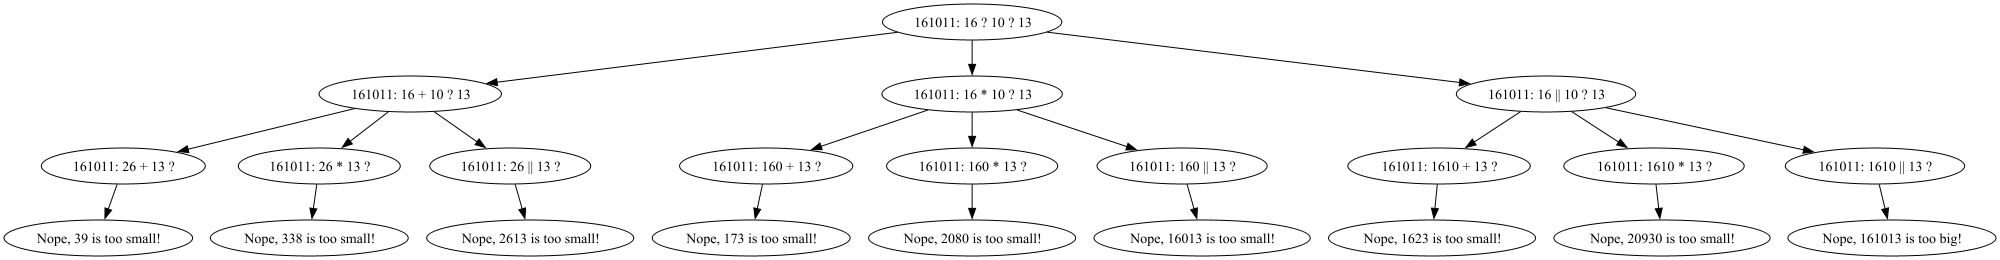 161011: 16 ? 10 ? 13
161011: 16 + 10 ? 13
161011: 16 * 10 ? 13
161011: 16 || 10 ? 13
161011: 26 + 13 ?
161011: 26 * 13 ?
161011: 26 || 13 ?
161011: 160 + 13 ?
161011: 160 * 13 ?
161011: 160 || 13 ?
161011: 1610 + 13 ?
161011: 1610 * 13 ?
161011: 1610 || 13 ?
Nope, 39 is too small!
Nope, 338 is too small!
Nope, 2613 is too small!
Nope, 173 is too small!
Nope, 2080 is too small!
Nope, 16013 is too small!
Nope, 1623 is too small!
Nope, 20930 is too small!
Nope, 161013 is too big!